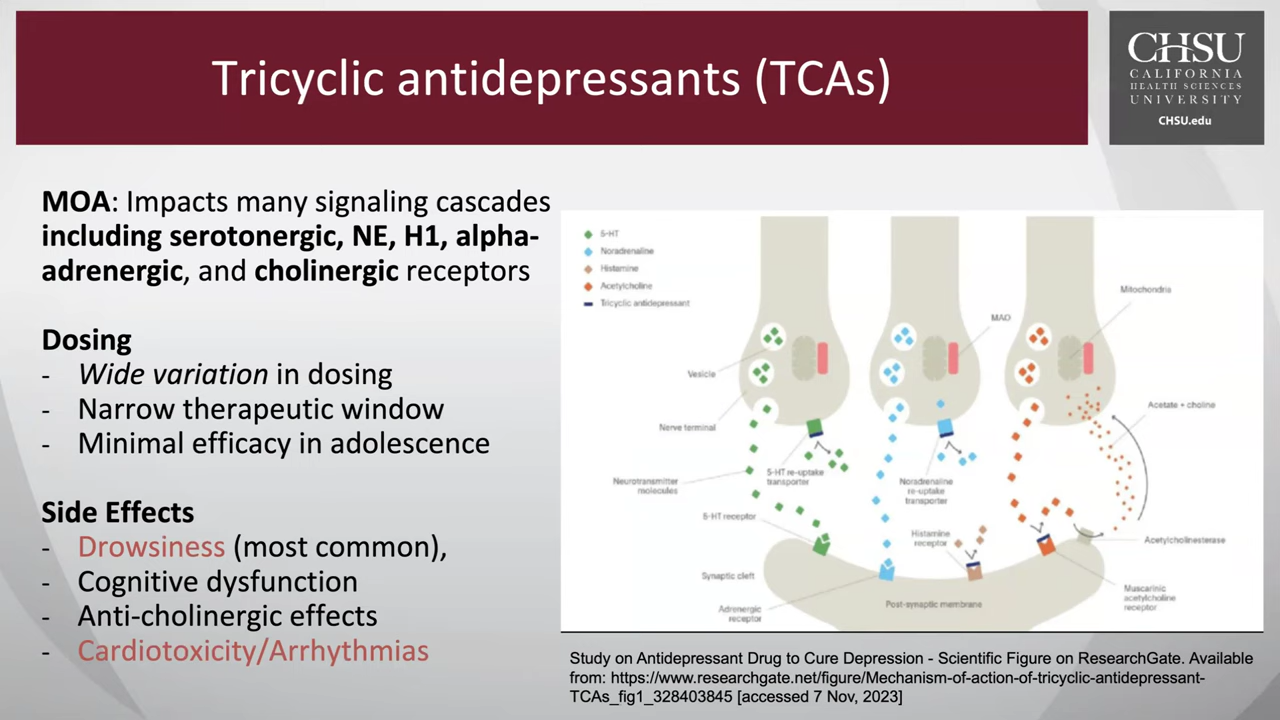 Tricyclic antidepressants (TCAs)
CHSU
CALIFORNIA
HEALTH SCIENCES
UNIVERSITY
CHSU.edu
MOA: Impacts many signaling cascades
including serotonergic, NE, H1, alpha-
adrenergic, and cholinergic receptors
Dosing
- Wide variation in dosing
- Narrow therapeutic window
- Minimal efficacy in adolescence
Side Effects
- Drowsiness (most common),
- Cognitive dysfunction
- Anti-cholinergic effects
- Cardiotoxicity/Arrhythmias
5-HT
Noradrenaline
Histamine
Acetylcholine
Tricyclic antidepressant
Mitochondria
MAO
Vesicle
Acetate + choline
Nerve terminal
5-HT re-uptake
transporter
Neurotransmitter
molecules
Noradrenaline
re-uptake
transporter
5-HT receptor
Histamine
receptor
Acetylcholinesterase
Synaptic cleft
Muscarinic
acetylcholine
receptor
Adrenergic
receptor
Post-synaptic membrane
Study on Antidepressant Drug to Cure Depression - Scientific Figure on ResearchGate. Available
from: https://www.researchgate.net/figure/Mechanism-of-action-of-tricyclic-antidepressant-
TCAs_fig1_328403845 [accessed 7 Nov, 2023]